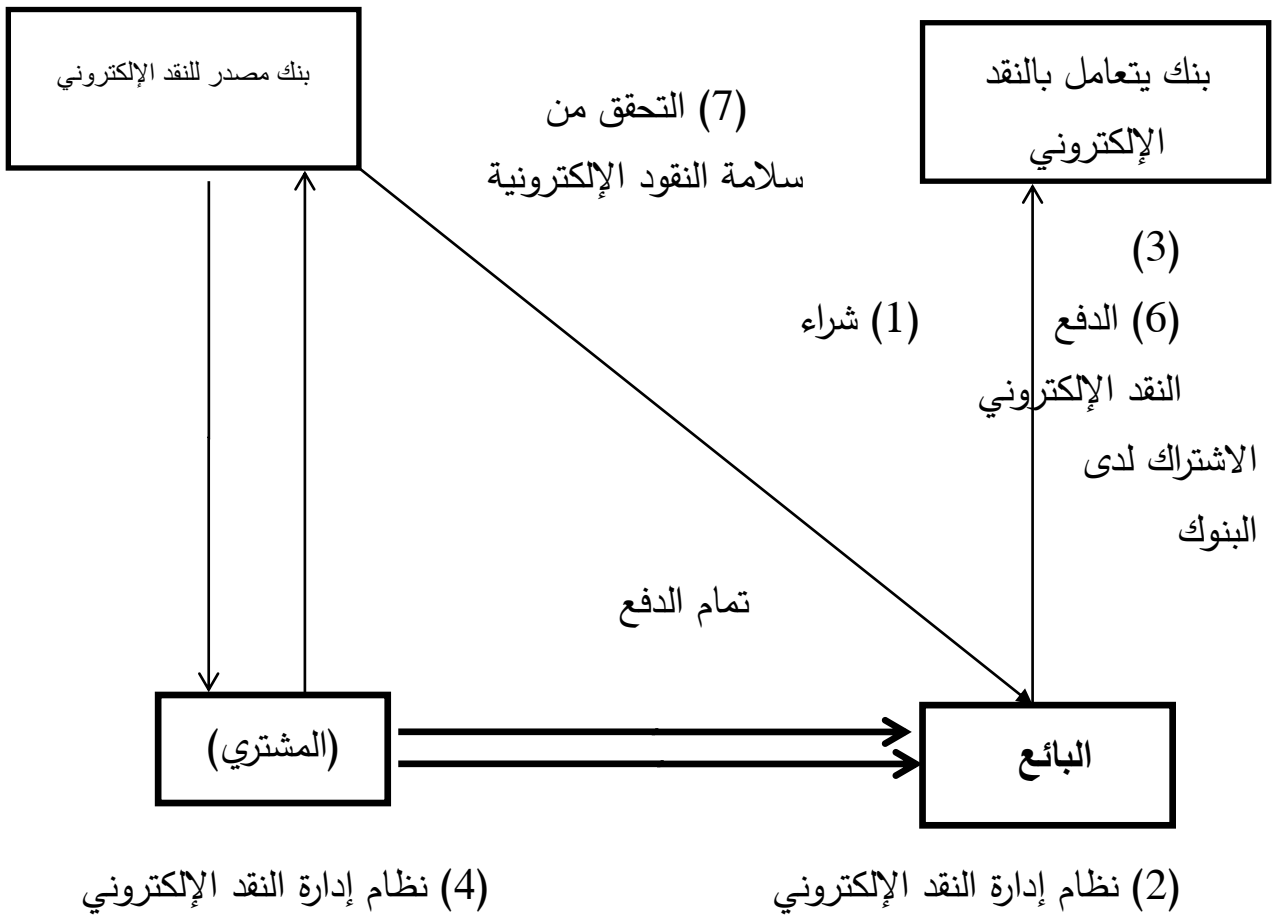 بنك يتعامل بالنقد
الإلكتروني
بنك مصدر للنقد الإلكتروني
(7) التحقق من
سلامة النقود الإلكترونية
(3)
(6) الدفع
(1) شراء
النقد الإلكتروني
الاشتراك لدى
البنوك
تمام الدفع
البائع
(المشتري)
(2) نظام إدارة النقد الإلكتروني
(4) نظام إدارة النقد الإلكتروني